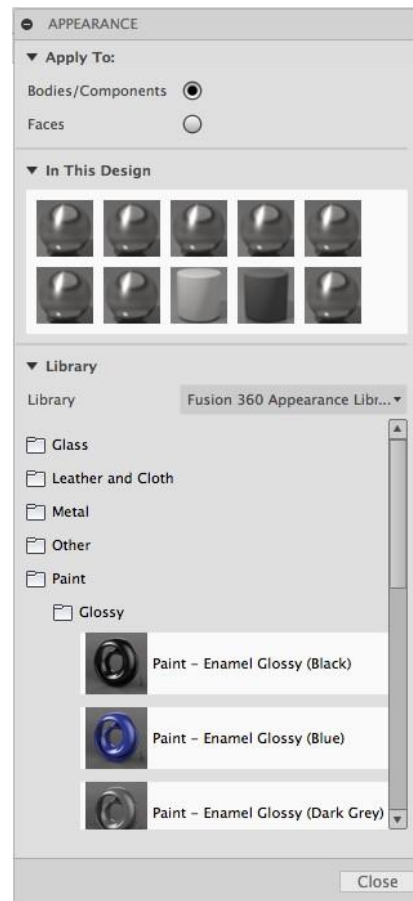 APPEARANCE
Apply To:
Bodies/Components
Faces
In This Design
Library
Library Fusion 360 Appearance Libr...
Glass
Leather and Cloth
Metal
Other
Paint
Glossy
Paint - Enamel Glossy (Black)
Paint - Enamel Glossy (Blue)
Paint - Enamel Glossy (Dark Grey)
Close